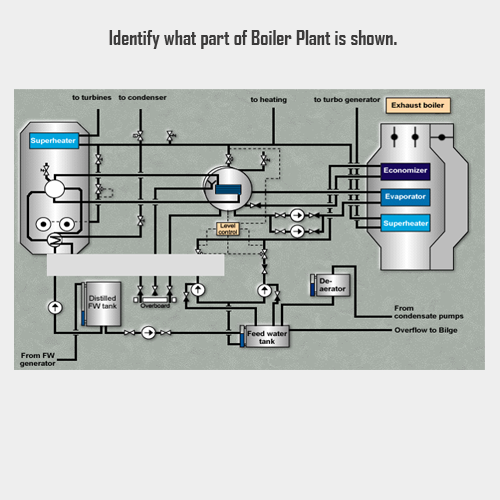 Identify what part of Boiler Plant is shown.
to turbines
to condenser
to heating
to turbo generator
Exhaust boiler
Superheater
Economizer
Evaporator
Superheater
Level
control
Distilled
FW tank
Overboard
De-
aerator
From
condensate pumps
Feed water
tank
Overflow to Bilge
From FW
generator